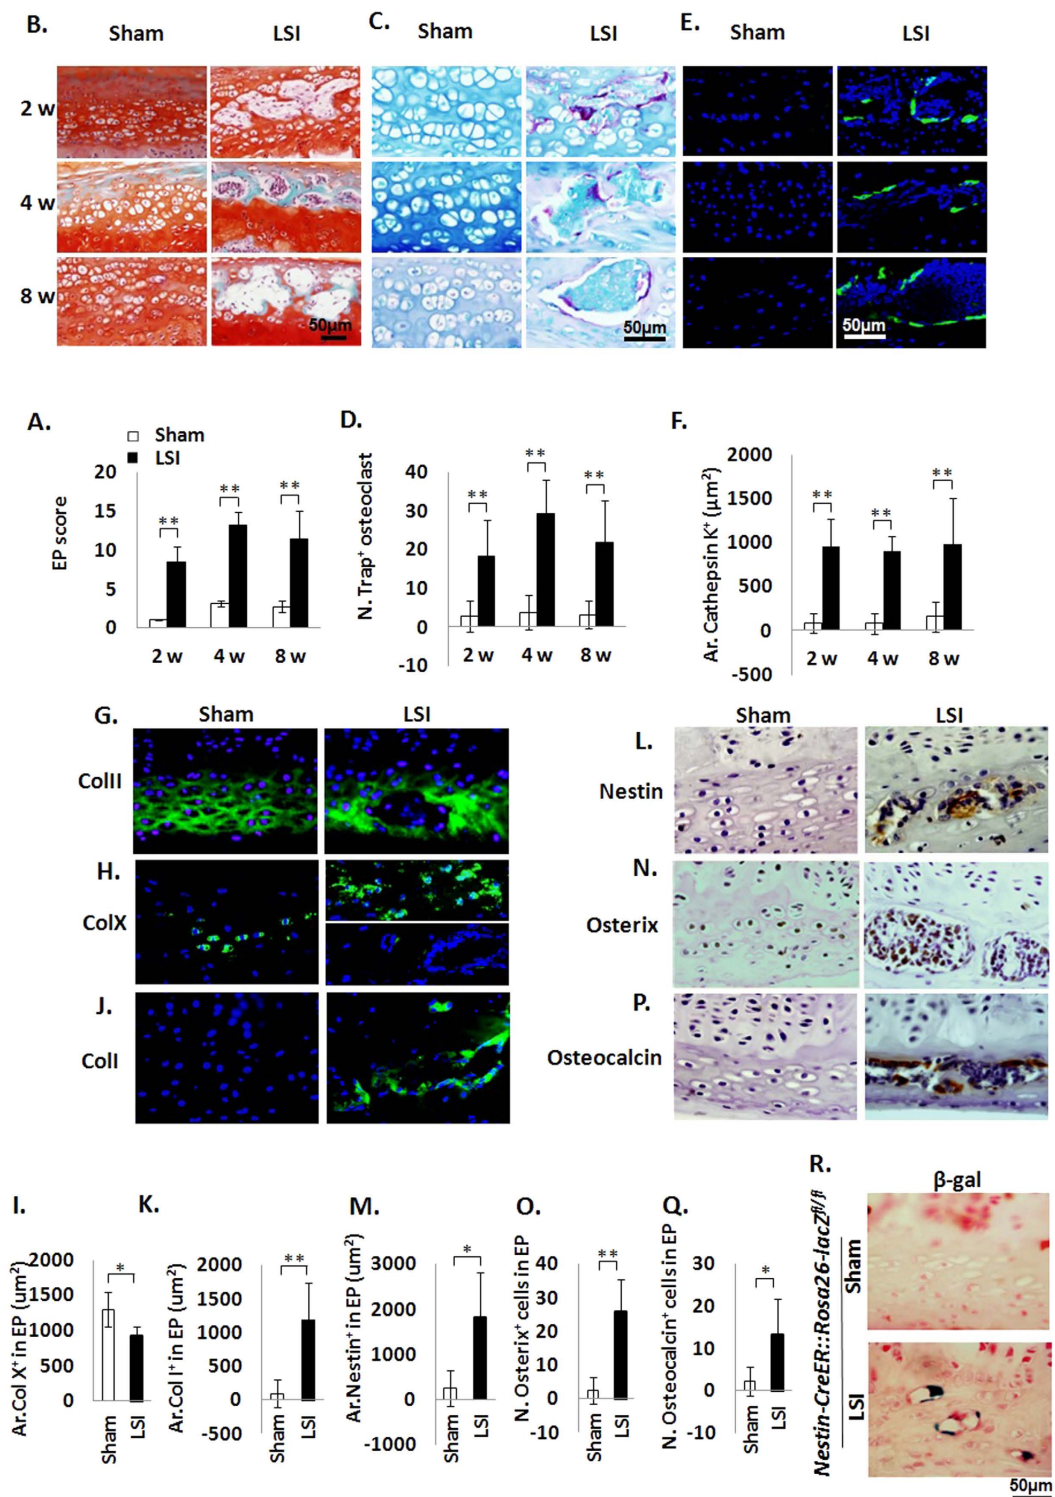 B. Sham LSI C. Sham LSI E. Sham LSI
2 w
4 w
8 w
50μm 50μm 50μm
A. D. F.
Sham
LSI
EP score
20
15
10
5
0
** ** **
2 w 4 w 8 w
N. Trap⁺ osteoclast
40
30
20
10
0
-10
** ** **
2 w 4 w 8 w
Ar. Cathepsin K⁺ (μm²)
2000
1500
1000
500
0
-500
** ** **
2 w 4 w 8 w
G. Sham LSI
ColII
H.
ColX
J.
ColI
Sham LSI
L.
Nestin
N.
Osterix
P.
Osteocalcin
I. K. M. O. Q. R.
Ar.Col X⁺ in EP (um²)
2000
1500
1000
500
0
*
Sham LSI
Ar.Col I⁺ in EP (um²)
2000
1500
1000
500
0
-500
**
Sham LSI
Ar.Nestin⁺ in EP (um²)
3000
2000
1000
0
-1000
*
Sham LSI
N. Osterix⁺ cells in EP
40
30
20
10
0
-10
**
Sham LSI
N. Osteocalcin⁺ cells in EP
30
20
10
0
-10
*
Sham LSI
β-gal
Nestin-CreER::Rosa26-lacZfl/fl
Sham
LSI
50μm